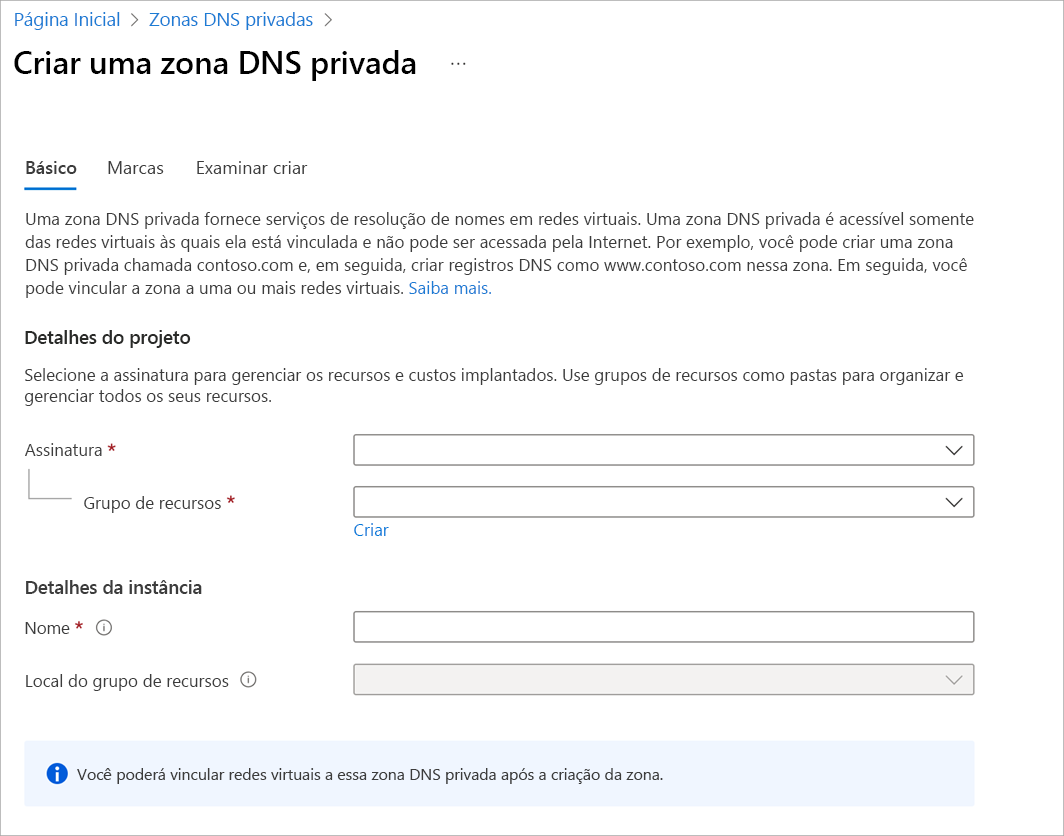 Página Inicial > Zonas DNS privadas >
Criar uma zona DNS privada ...
Básico Marcas Examinar criar
Uma zona DNS privada fornece serviços de resolução de nomes em redes virtuais. Uma zona DNS privada é acessível somente
das redes virtuais às quais ela está vinculada e não pode ser acessada pela Internet. Por exemplo, você pode criar uma zona
DNS privada chamada contoso.com e, em seguida, criar registros DNS como www.contoso.com nessa zona. Em seguida, você
pode vincular a zona a uma ou mais redes virtuais. Saiba mais.
Detalhes do projeto
Selecione a assinatura para gerenciar os recursos e custos implantados. Use grupos de recursos como pastas para organizar e
gerenciar todos os seus recursos.
Assinatura *
Grupo de recursos *
Criar
Detalhes da instância
Nome *
Local do grupo de recursos
Você poderá vincular redes virtuais a essa zona DNS privada após a criação da zona.